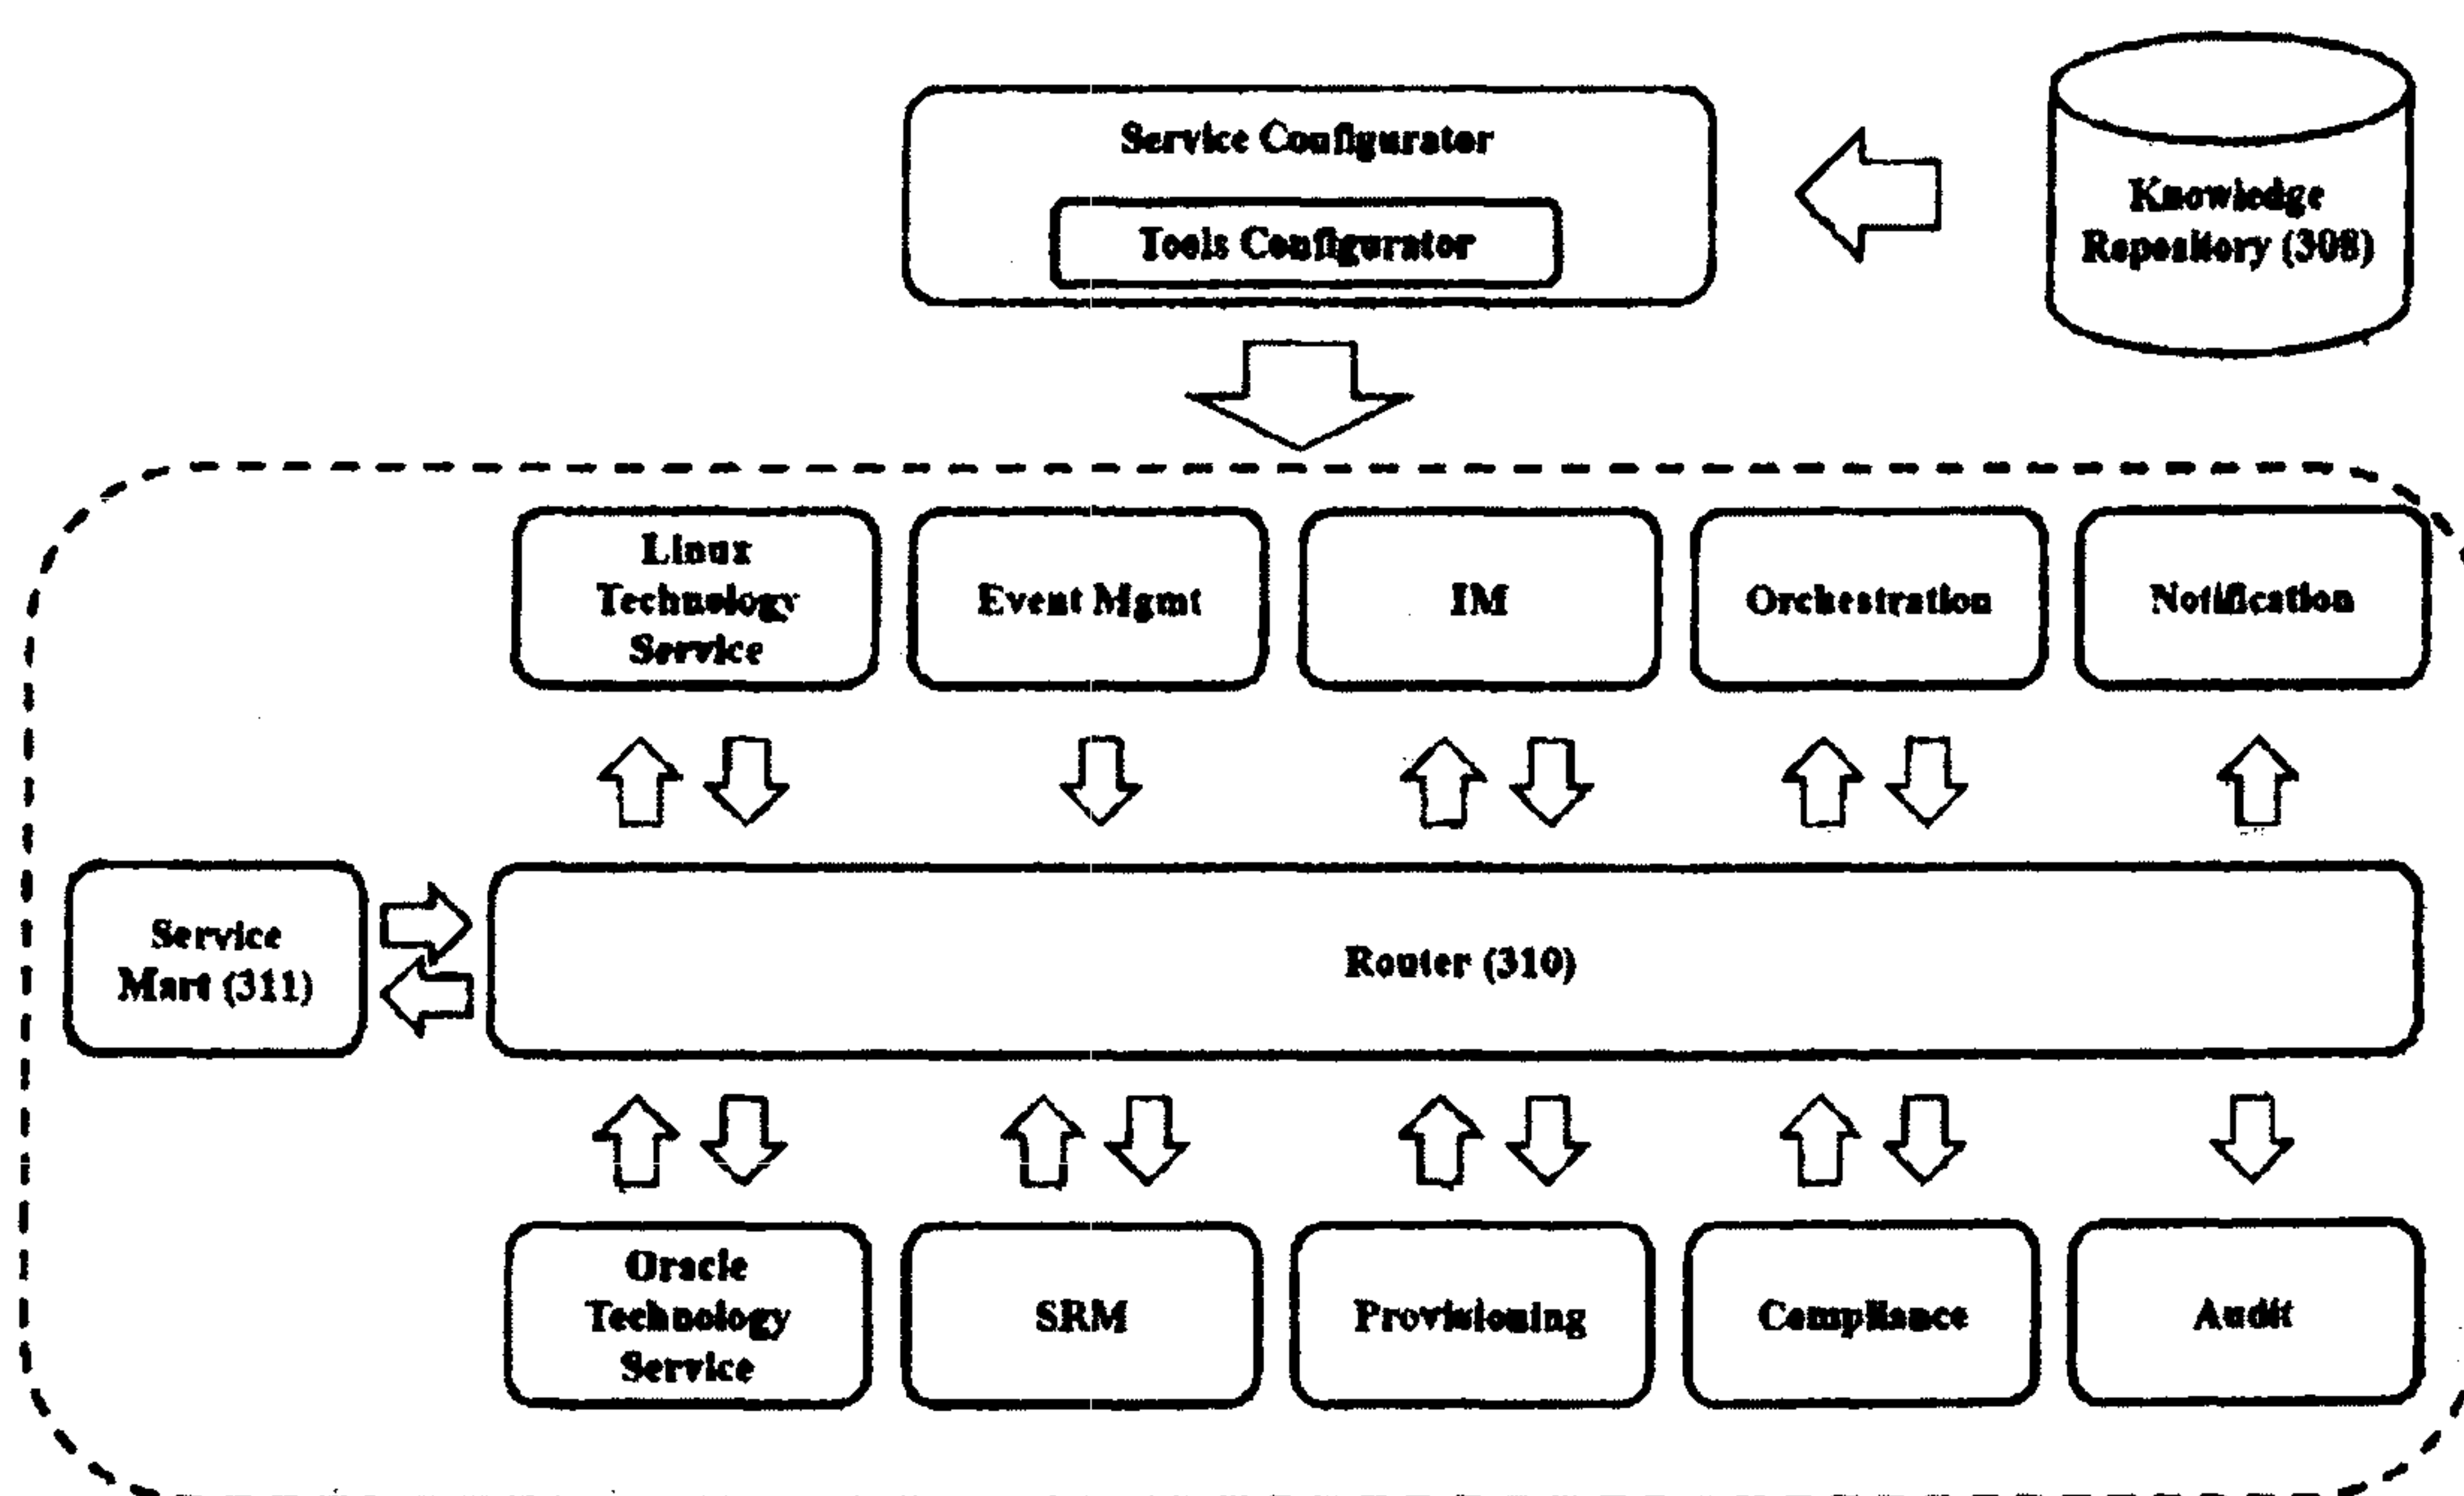 Service Configurator
Tools Configurator
Knowledge
Repository (308)
Linux
Technology
Service
Event Mgmt
IM
Orchestration
Notification
Service
Mart (311)
Router (310)
Oracle
Technology
Service
SRM
Provisioning
Compliance
Audit